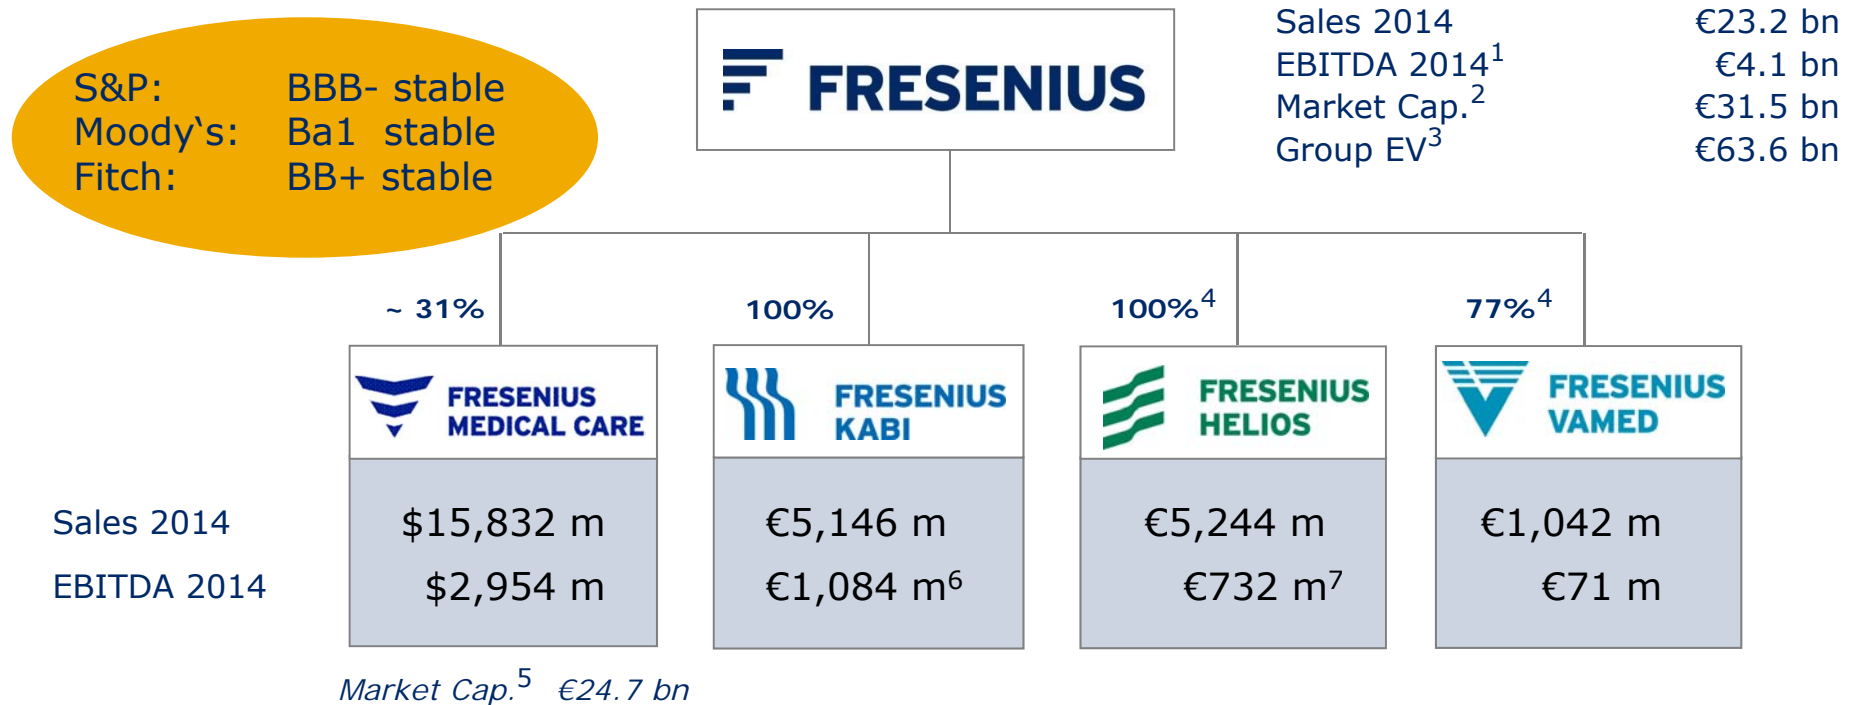 S&P: BBB- stable
Moody‘s: Ba1 stable
Fitch: BB+ stable
FRESENIUS
Sales 2014 €23.2 bn
EBITDA 2014¹ €4.1 bn
Market Cap.² €31.5 bn
Group EV³ €63.6 bn
~ 31% 100% 100%⁴ 77%⁴
FRESENIUS
MEDICAL CARE
FRESENIUS
KABI
FRESENIUS
HELIOS
FRESENIUS
VAMED
Sales 2014 $15,832 m €5,146 m €5,244 m €1,042 m
EBITDA 2014 $2,954 m €1,084 m⁶ €732 m⁷ €71 m
Market Cap.⁵ €24.7 bn